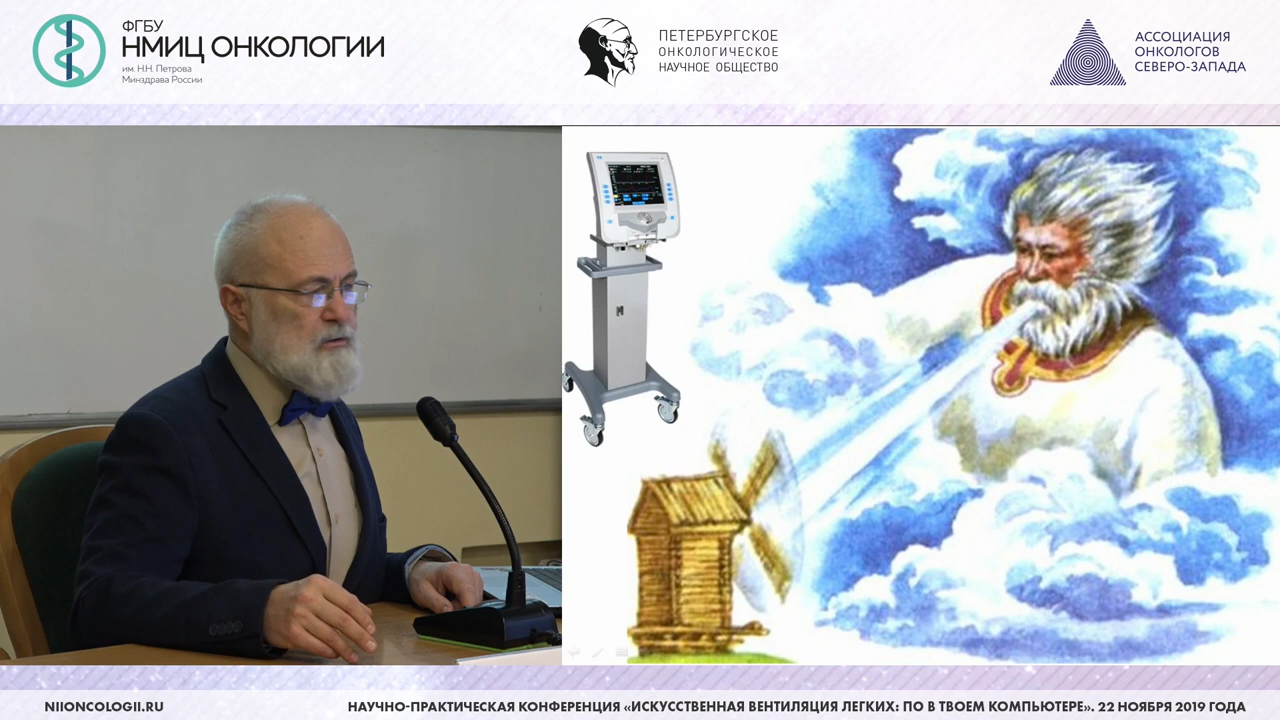 ФГБУ
НМИЦ ОНКОЛОГИИ
им. Н.Н. Петрова
Минздрава России
ПЕТЕРБУРГСКОЕ
ОНКОЛОГИЧЕСКОЕ
НАУЧНОЕ ОБЩЕСТВО
АССОЦИАЦИЯ
ОНКОЛОГОВ
СЕВЕРО-ЗАПАДА
NIIONCOLOGII.RU
НАУЧНО-ПРАКТИЧЕСКАЯ КОНФЕРЕНЦИЯ «ИСКУССТВЕННАЯ ВЕНТИЛЯЦИЯ ЛЕГКИХ: ПО В ТВОЕМ КОМПЬЮТЕРЕ». 22 НОЯБРЯ 2019 ГОДА